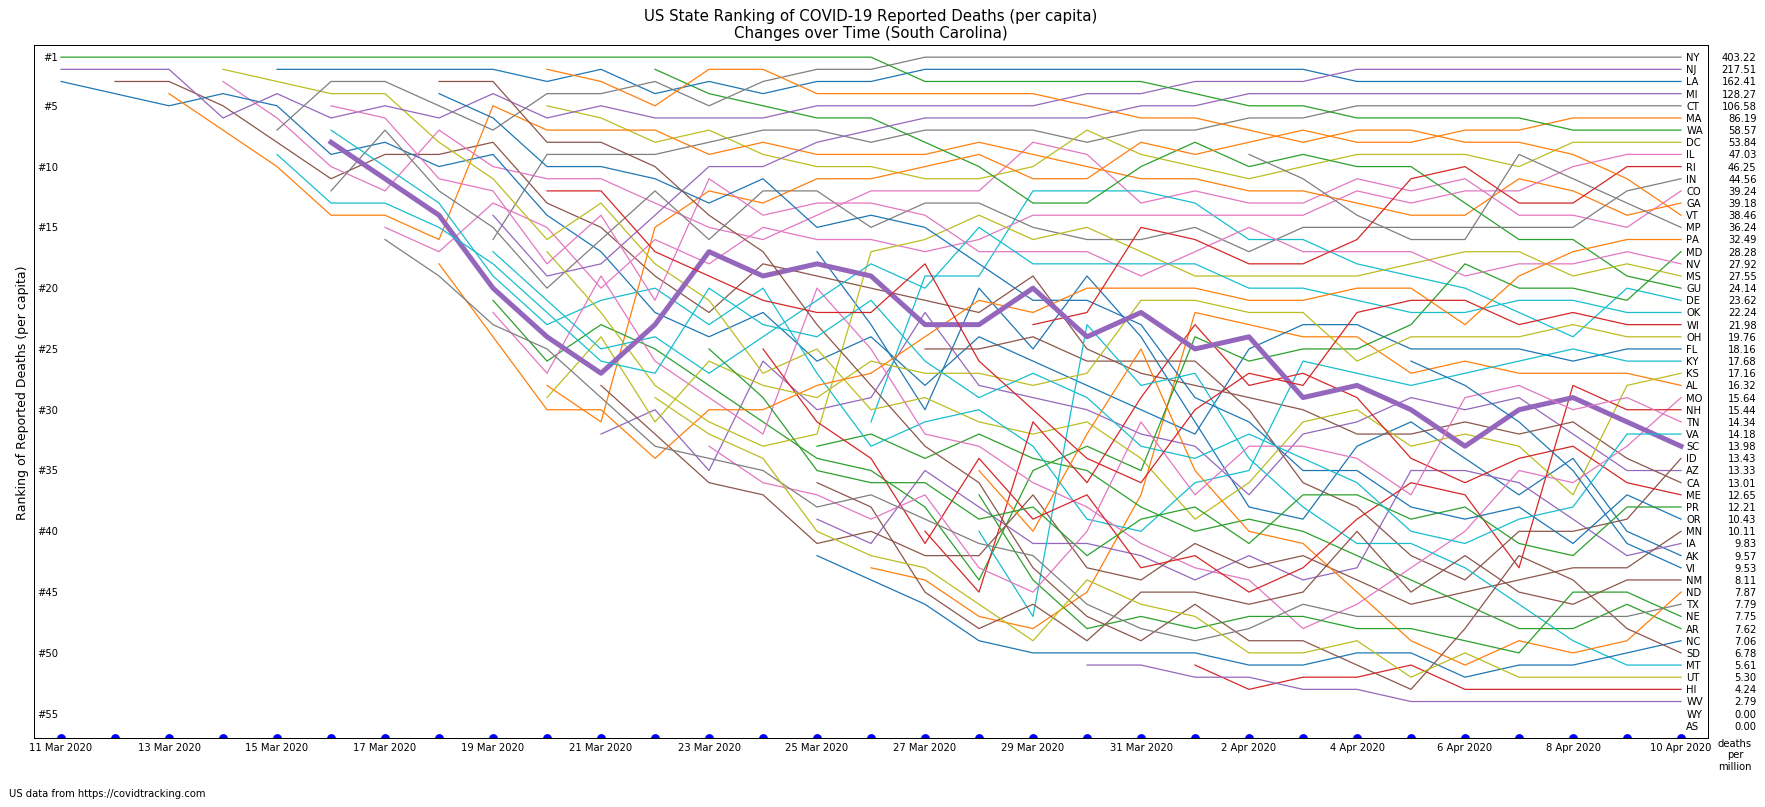 US State Ranking of COVID-19 Reported Deaths (per capita)
Changes over Time (South Carolina)
Ranking of Reported Deaths (per capita)
#1
#5
#10
#15
#20
#25
#30
#35
#40
#45
#50
#55
NY 403.22
NJ 217.51
LA 162.41
MI 128.27
CT 106.58
MA 86.19
WA 58.57
DC 53.84
IL 47.03
RI 46.25
IN 44.56
CO 39.24
GA 39.18
VT 38.46
MP 36.24
PA 32.49
MD 28.28
NV 27.92
MS 27.55
GU 24.14
DE 23.62
OK 22.24
WI 21.98
OH 19.76
FL 18.16
KY 17.68
KS 17.16
AL 16.32
MO 15.64
NH 15.44
TN 14.34
VA 14.18
SC 13.98
ID 13.43
AZ 13.33
CA 13.01
ME 12.65
PR 12.21
OR 10.43
MN 10.11
IA 9.83
AK 9.57
VI 9.53
NM 8.11
ND 7.87
TX 7.79
NE 7.75
AR 7.62
NC 7.06
SD 6.78
MT 5.61
UT 5.30
HI 4.24
WV 2.79
WY 0.00
AS 0.00
11 Mar 2020 13 Mar 2020 15 Mar 2020 17 Mar 2020 19 Mar 2020 21 Mar 2020 23 Mar 2020 25 Mar 2020 27 Mar 2020 29 Mar 2020 31 Mar 2020 2 Apr 2020 4 Apr 2020 6 Apr 2020 8 Apr 2020 10 Apr 2020
deaths
per
million
US data from https://covidtracking.com